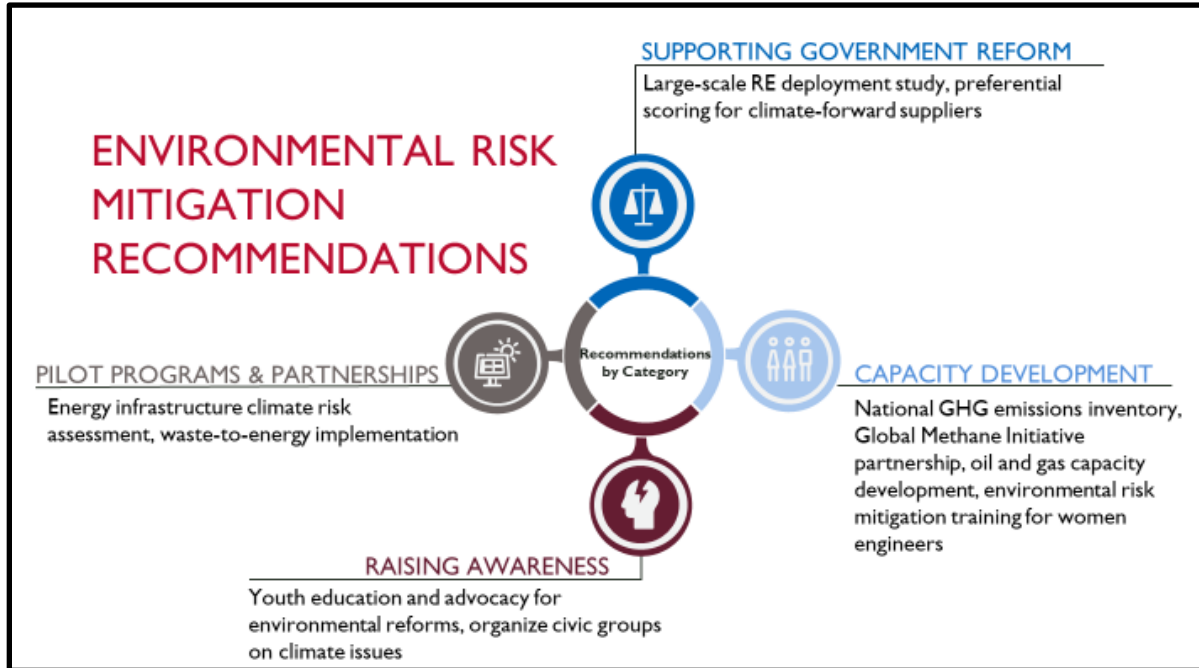 SUPPORTING GOVERNMENT REFORM
Large-scale RE deployment study, preferential
scoring for climate-forward suppliers
ENVIRONMENTAL RISK
MITIGATION
RECOMMENDATIONS
Recommendations
by Category
PILOT PROGRAMS & PARTNERSHIPS
Energy infrastructure climate risk
assessment, waste-to-energy implementation
CAPACITY DEVELOPMENT
National GHG emissions inventory,
Global Methane Initiative
partnership, oil and gas capacity
development, environmental risk
mitigation training for women
engineers
RAISING AWARENESS
Youth education and advocacy for
environmental reforms, organize civic groups
on climate issues